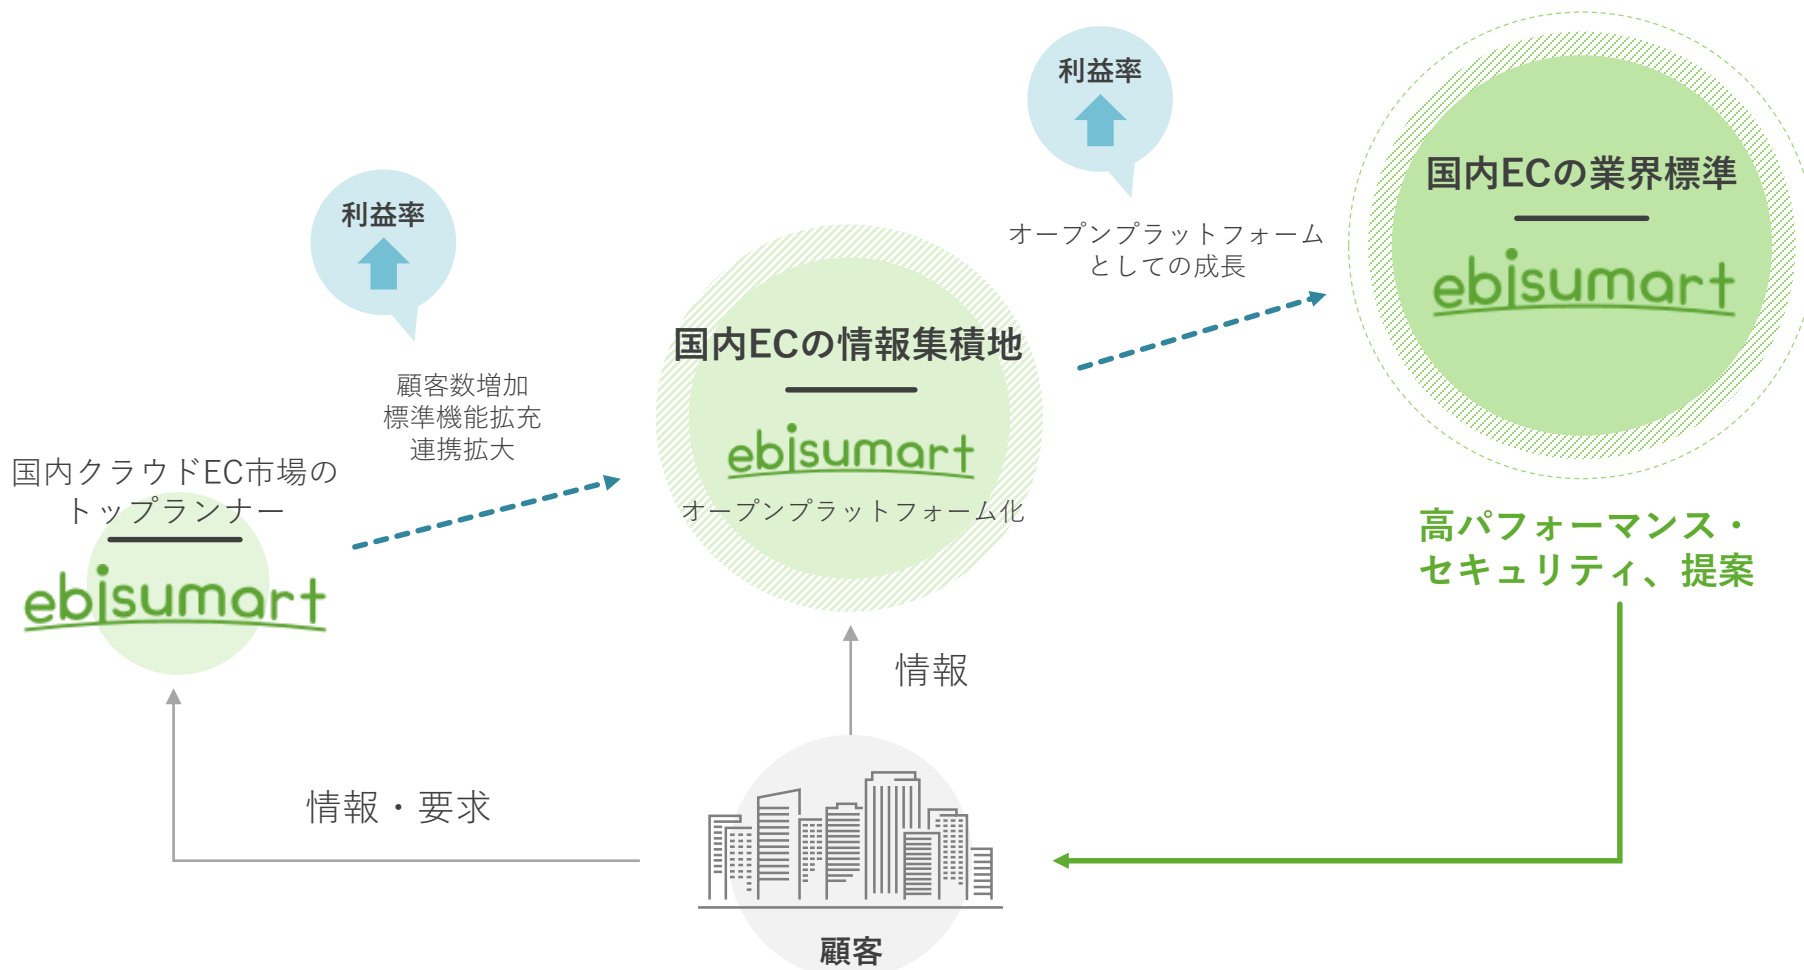 国内クラウドEC市場の
トップランナー
ebisumart
利益率
顧客数増加
標準機能拡充
連携拡大
国内ECの情報集積地
ebisumart
オープンプラットフォーム化
利益率
オープンプラットフォーム
としての成長
国内ECの業界標準
ebisumart
高パフォーマンス・
セキュリティ、提案
情報
情報・要求
顧客